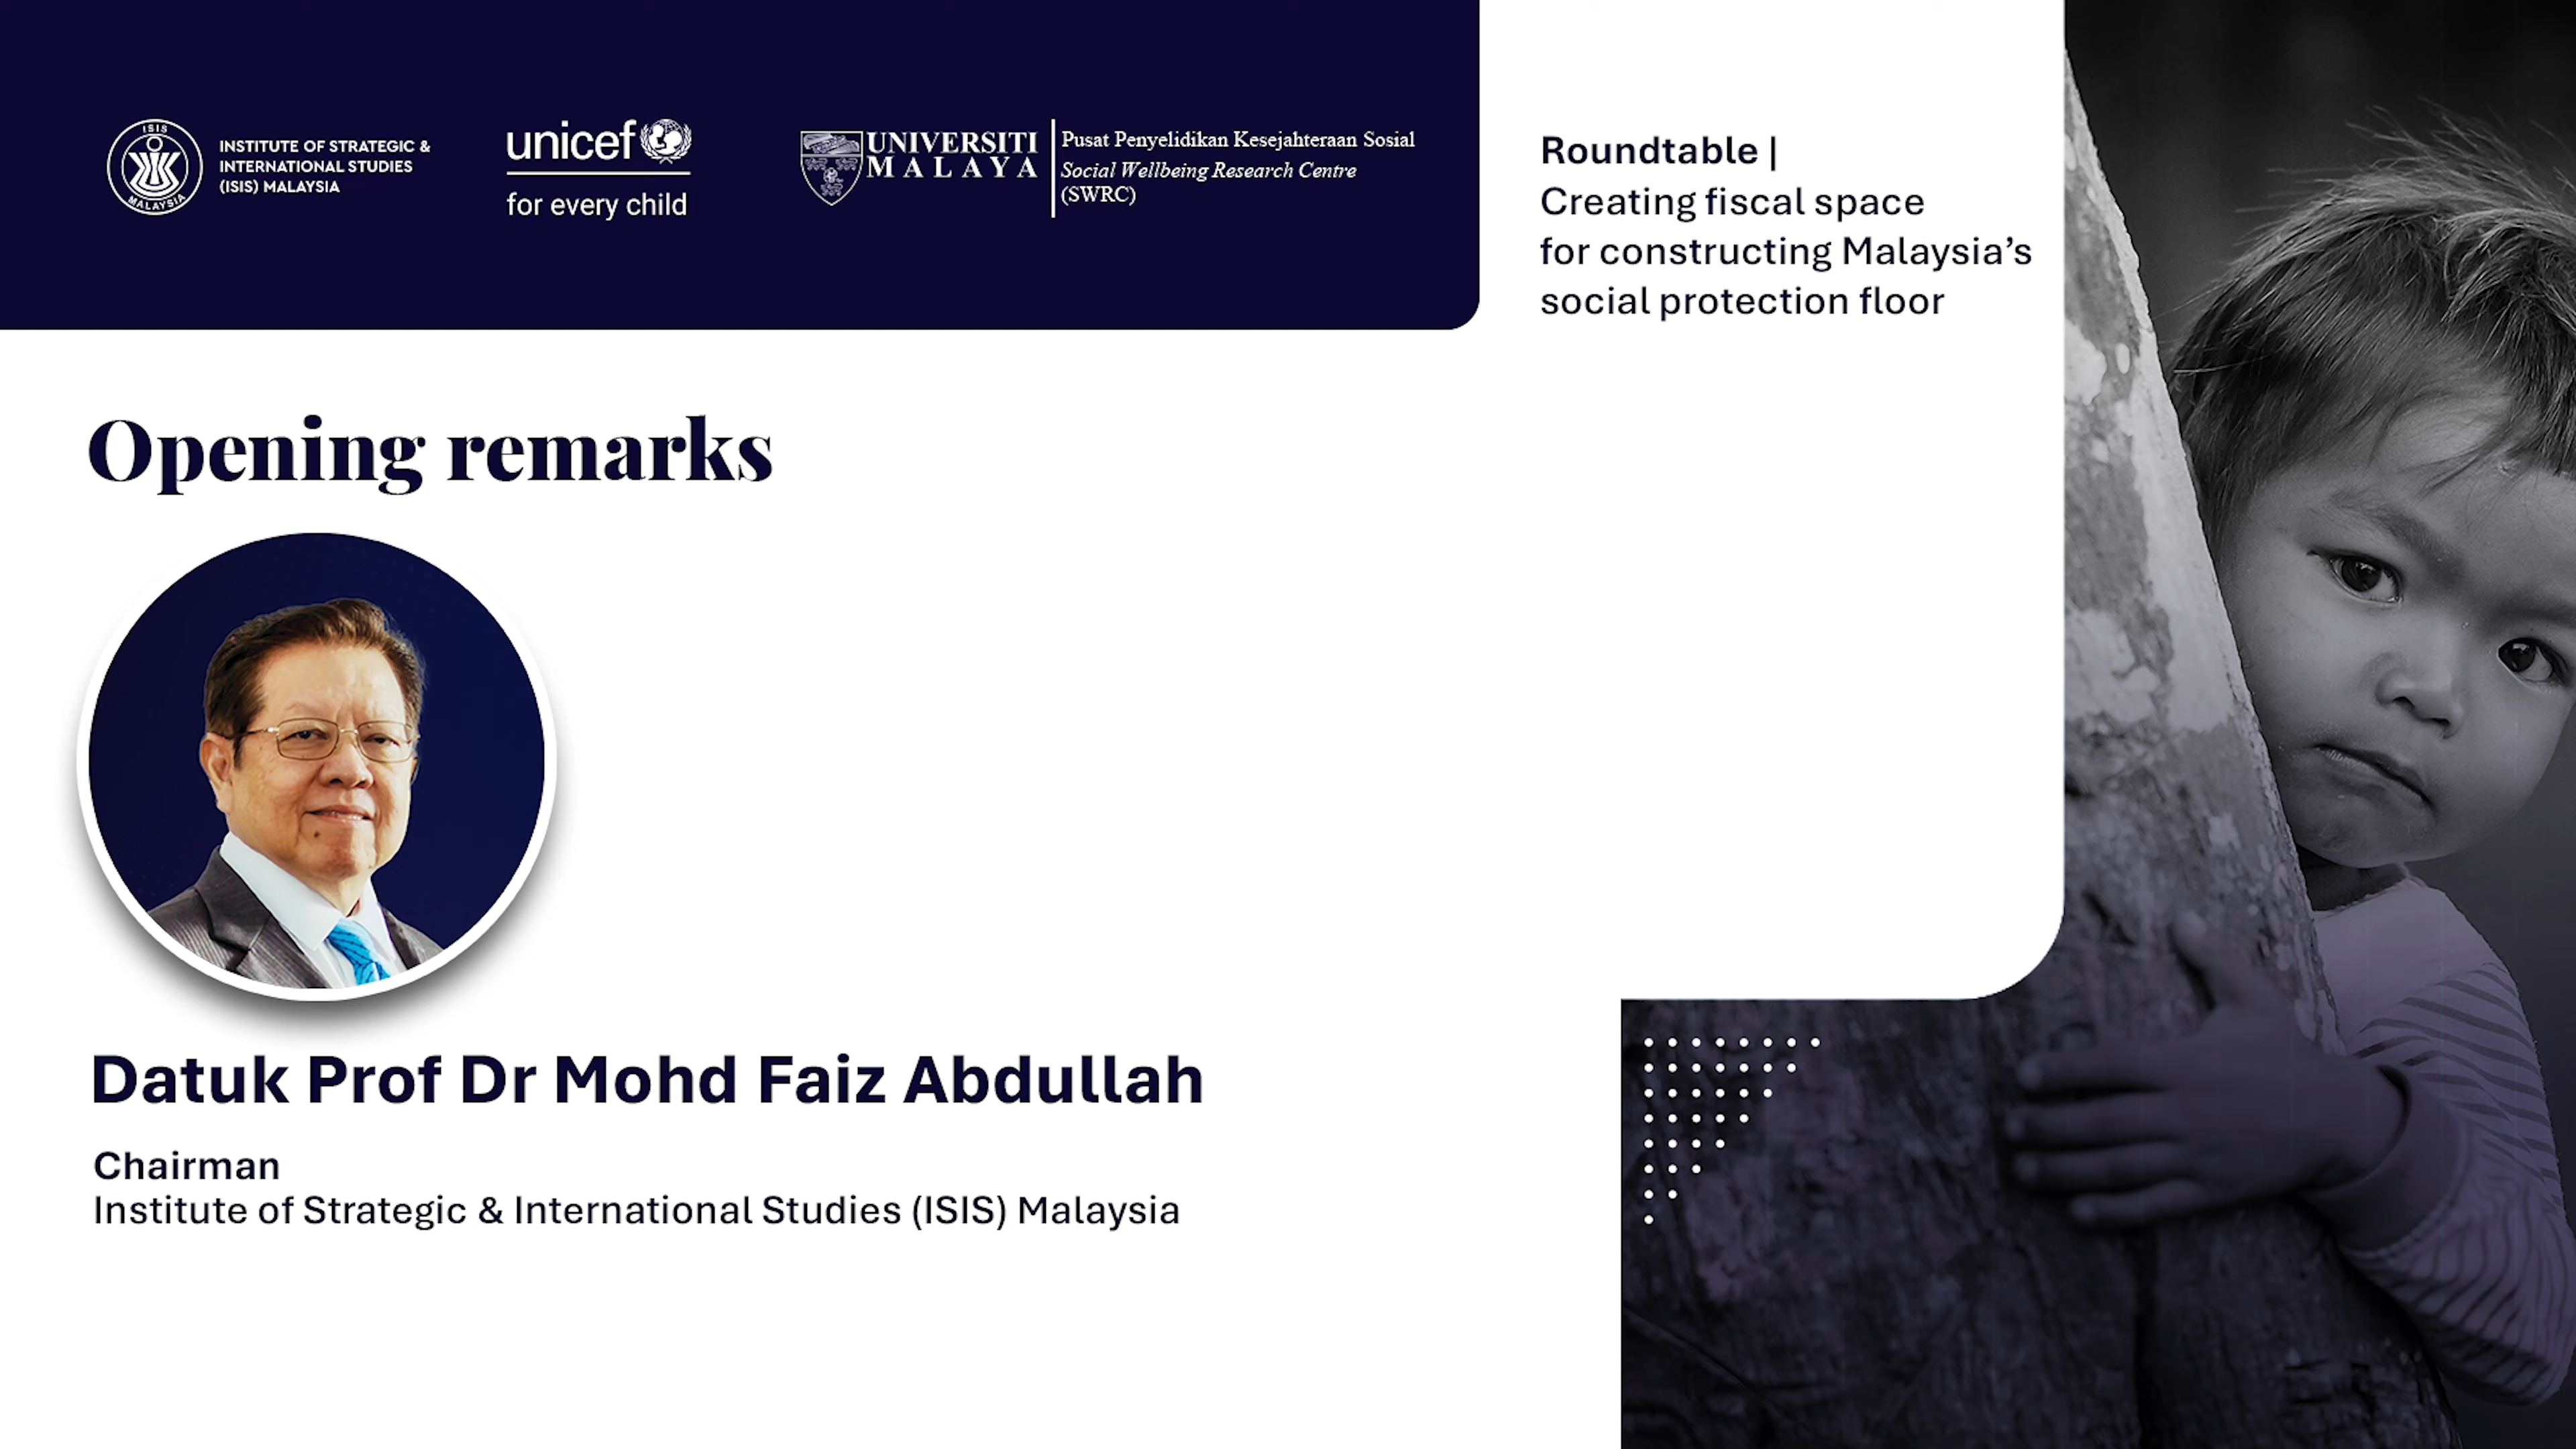 ISIS
MALAYSIA
INSTITUTE OF STRATEGIC &
INTERNATIONAL STUDIES
(ISIS) MALAYSIA
unicef
for every child
UNIVERSITI
MALAYA
Pusat Penyelidikan Kesejahteraan Sosial
Social Wellbeing Research Centre
(SWRC)
Roundtable |
Creating fiscal space
for constructing Malaysia’s
social protection floor
Opening remarks
Datuk Prof Dr Mohd Faiz Abdullah
Chairman
Institute of Strategic & International Studies (ISIS) Malaysia